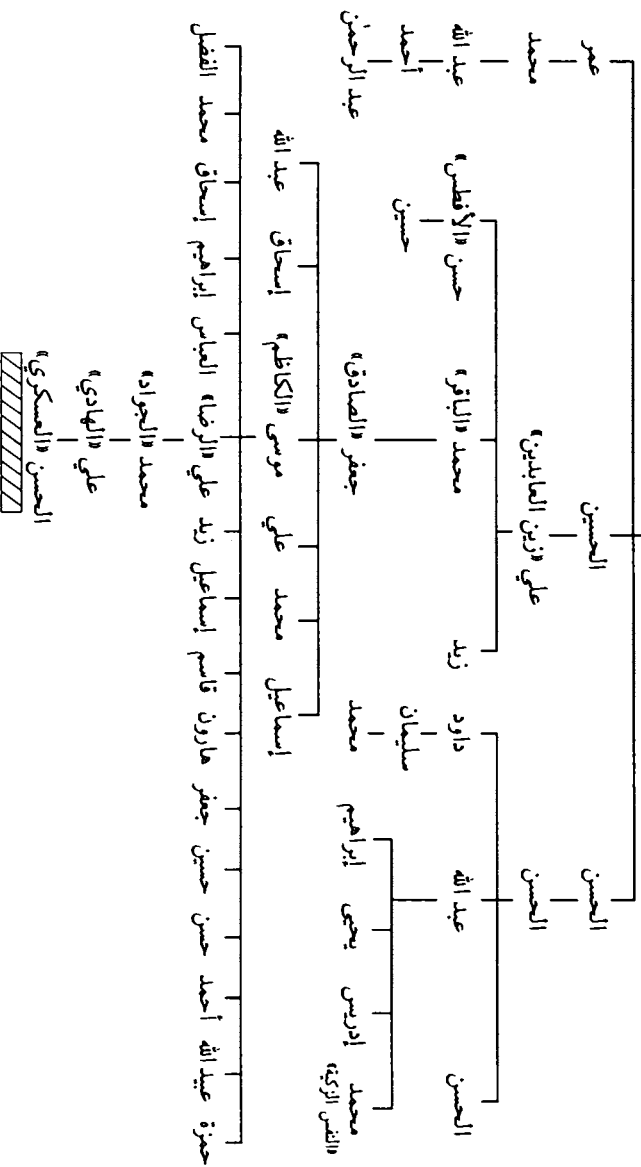 عمر
الحسين
الحسن
محمد
علي «زين العابدين»
الحسن
عبد الله
حسن «الأفطس»
محمد «الباقر»
زيد
داود
عبد الله
الحسن
أحمد
حسين
سليمان
عبد الرحمٰن
جعفر «الصادق»
محمد
إبراهيم
يحيى
إدريس
محمد
«النفس الزكية»
عبد الله
إسحاق
موسى «الكاظم»
علي
محمد
إسماعيل
الفضل
محمد
إسحاق
إبراهيم
العباس
علي «الرضا»
زيد
إسماعيل
قاسم
هارون
جعفر
حسين
حسن
أحمد
عبيد الله
حمزة
محمد «الجواد»
علي «الهادي»
الحسن «العسكري»